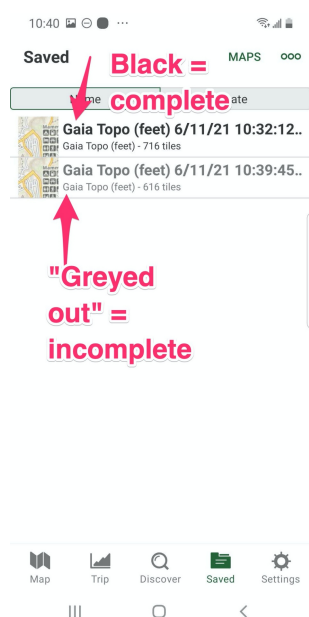 10:40
Saved
MAPS
Black =
complete
Gaia Topo (feet) 6/11/21 10:32:12..
Gaia Topo (feet) - 716 tiles
Gaia Topo (feet) 6/11/21 10:39:45..
Gaia Topo (feet) - 616 tiles
"Greyed
out" =
incomplete
Map Trip Discover Saved Settings